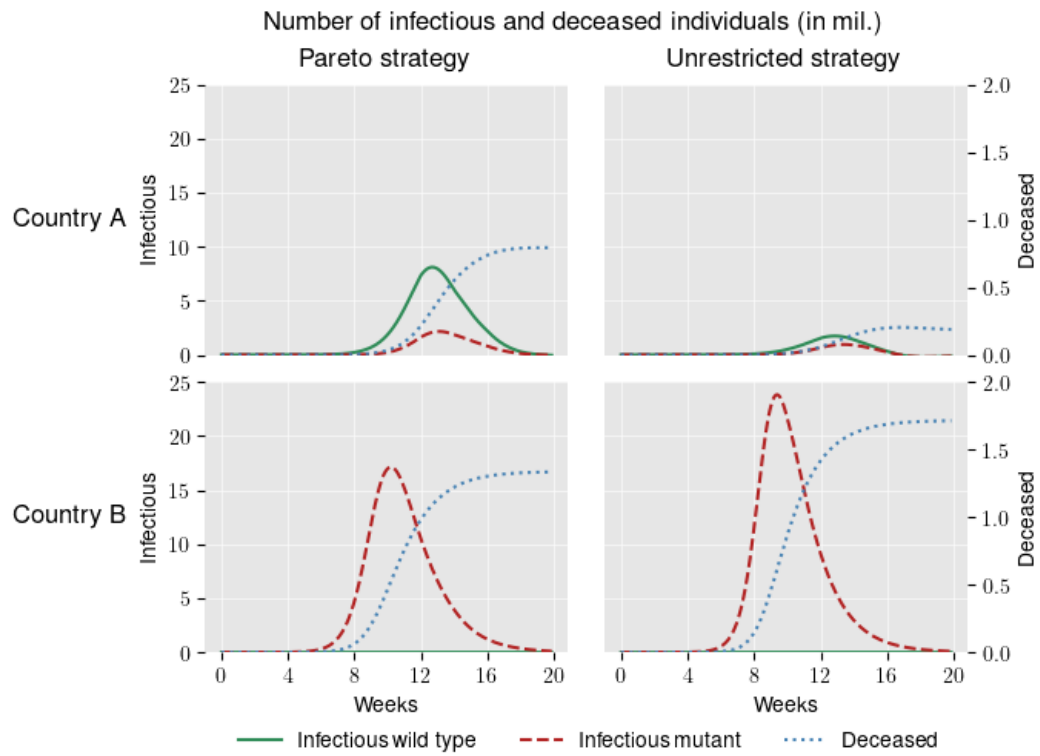 Number of infectious and deceased individuals (in mil.)
Pareto strategy
Unrestricted strategy
Country A
Infectious
25
20
15
10
5
0
2.0
1.5
1.0
0.5
0.0
Deceased
Country B
Infectious
25
20
15
10
5
0
2.0
1.5
1.0
0.5
0.0
Deceased
0 4 8 12 16 20
0 4 8 12 16 20
Weeks
Weeks
Infectious wild type
Infectious mutant
Deceased